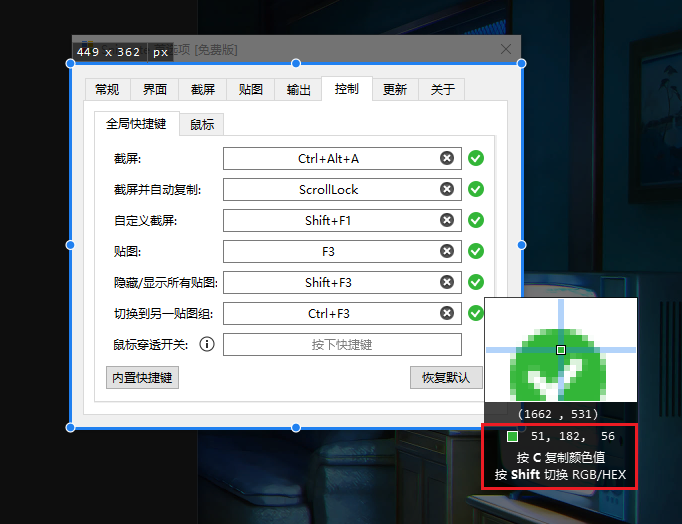 449 x 362 px
选项 [免费版]
常规 界面 截屏 贴图 输出 控制 更新 关于
全局快捷键 鼠标
截屏: Ctrl+Alt+A
截屏并自动复制: ScrollLock
自定义截屏: Shift+F1
贴图: F3
隐藏/显示所有贴图: Shift+F3
切换到另一贴图组: Ctrl+F3
鼠标穿透开关: 按下快捷键
内置快捷键 恢复默认
(1662 , 531)
51, 182, 56
按 C 复制颜色值
按 Shift 切换 RGB/HEX